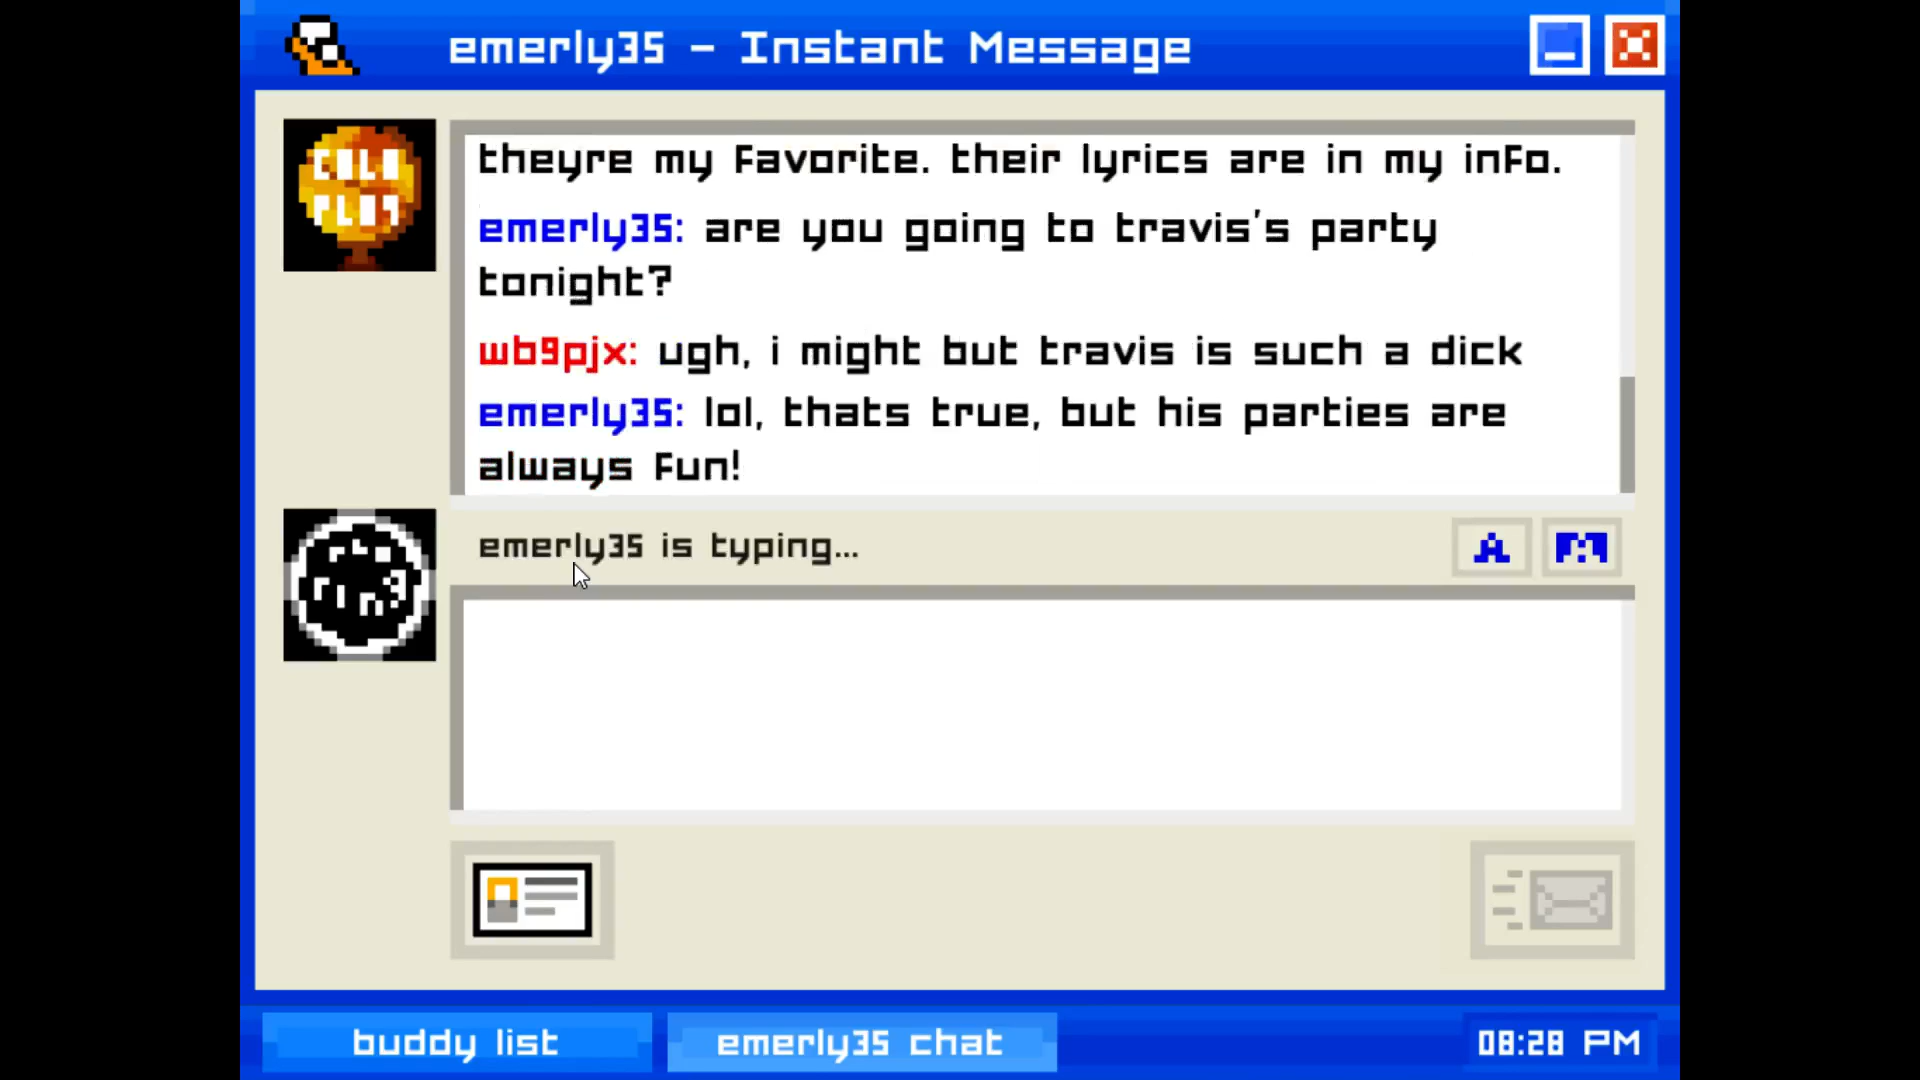 emerly35 - Instant Message
COLD
PLAY
theyre my favorite. their lyrics are in my info.
emerly35: are you going to travis's party
tonight?
wb9pjx: ugh, i might but travis is such a dick
emerly35: lol, thats true, but his parties are
always fun!
emerly35 is typing...
A
buddy list
emerly35 chat
08:28 PM